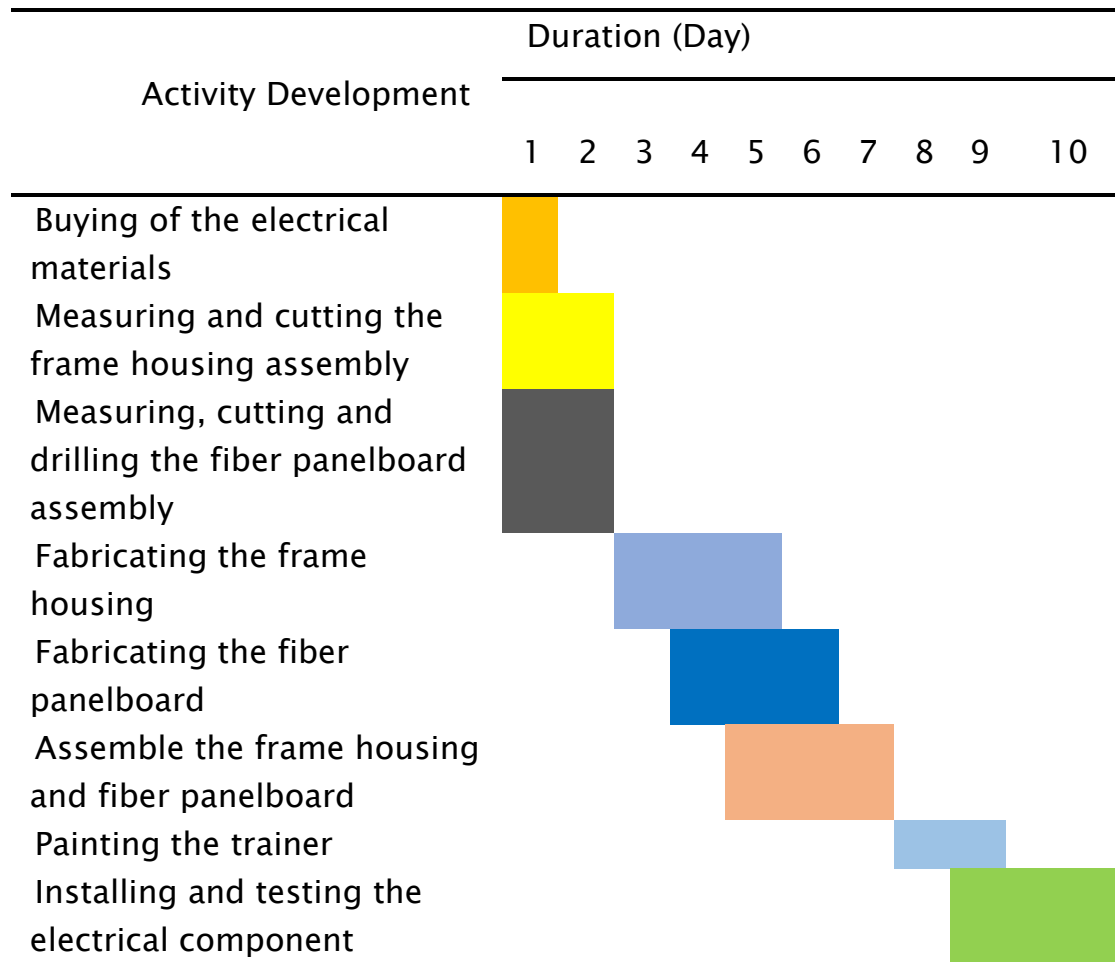 Duration (Day)
Activity Development
1 2 3 4 5 6 7 8 9 10
Buying of the electrical
materials
Measuring and cutting the
frame housing assembly
Measuring, cutting and
drilling the fiber panelboard
assembly
Fabricating the frame
housing
Fabricating the fiber
panelboard
Assemble the frame housing
and fiber panelboard
Painting the trainer
Installing and testing the
electrical component